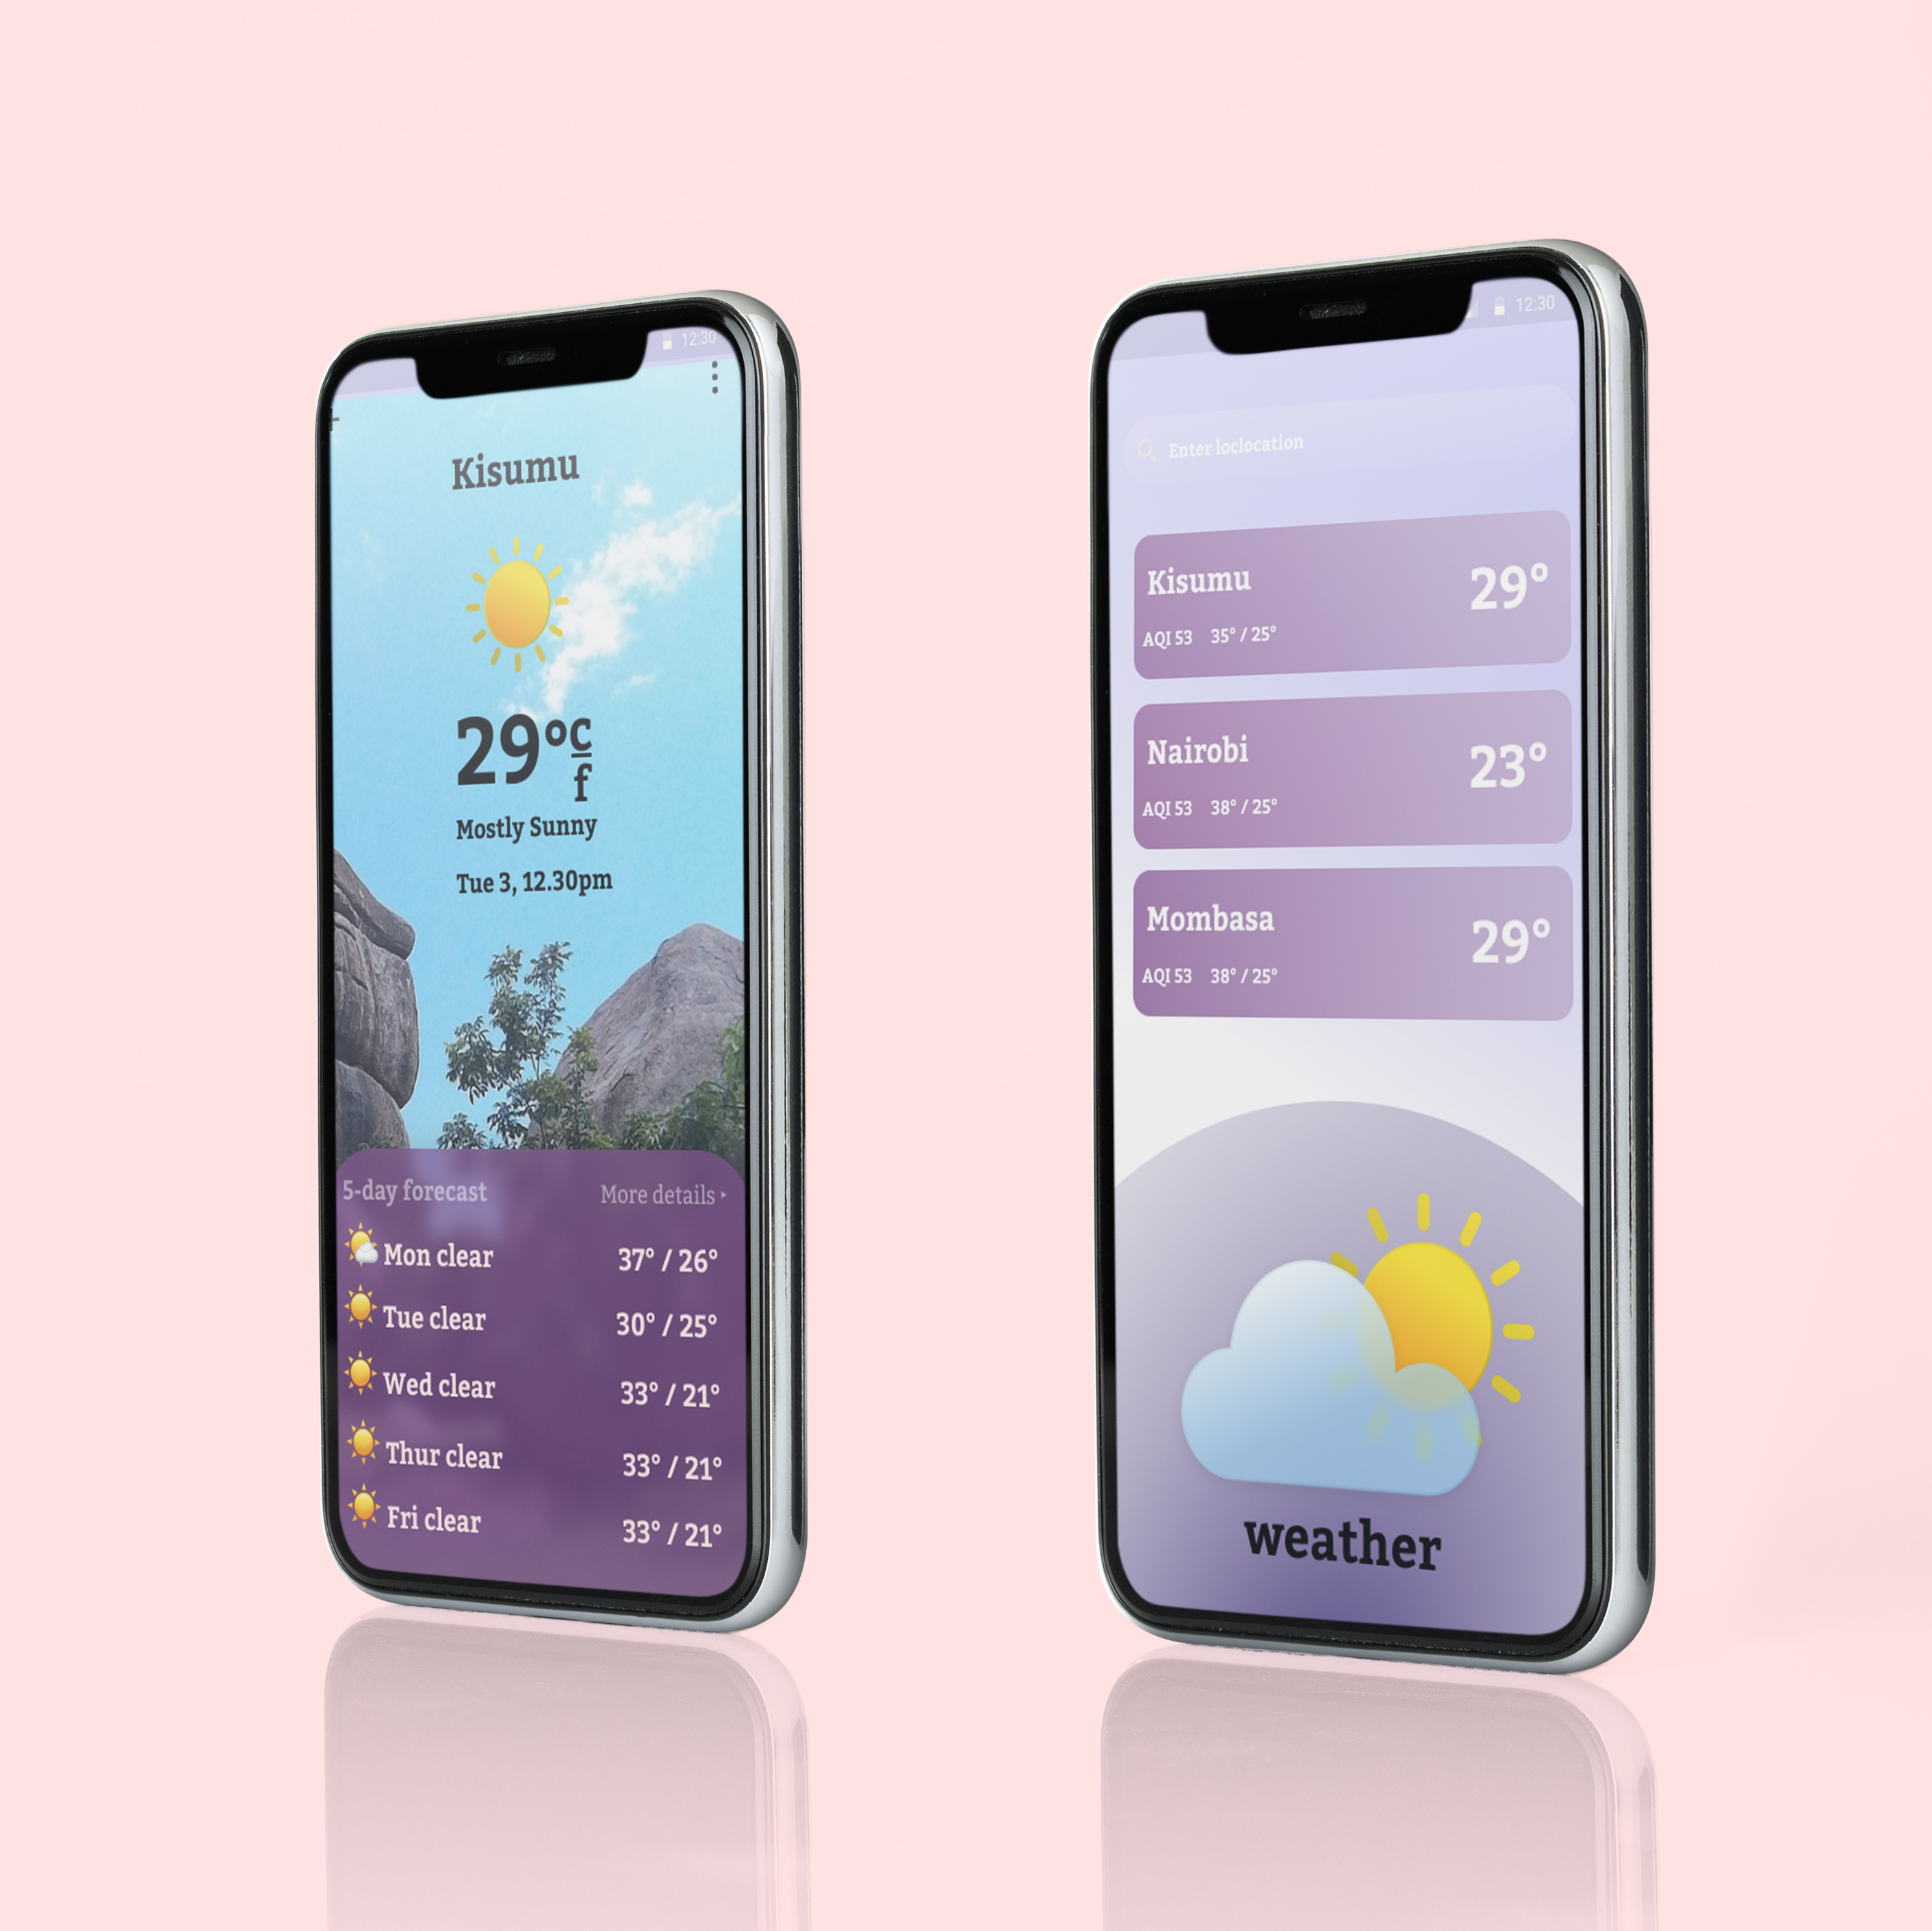 12:30
Kisumu
29°c
f
Mostly Sunny
Tue 3, 12.30pm
5-day forecast More details
Mon clear 37° / 26°
Tue clear 30° / 25°
Wed clear 33° / 21°
Thur clear 33° / 21°
Fri clear 33° / 21°
12:30
Enter loclocation
Kisumu 29°
AQI 53 35° / 25°
Nairobi 23°
AQI 53 38° / 25°
Mombasa 29°
AQI 53 38° / 25°
weather